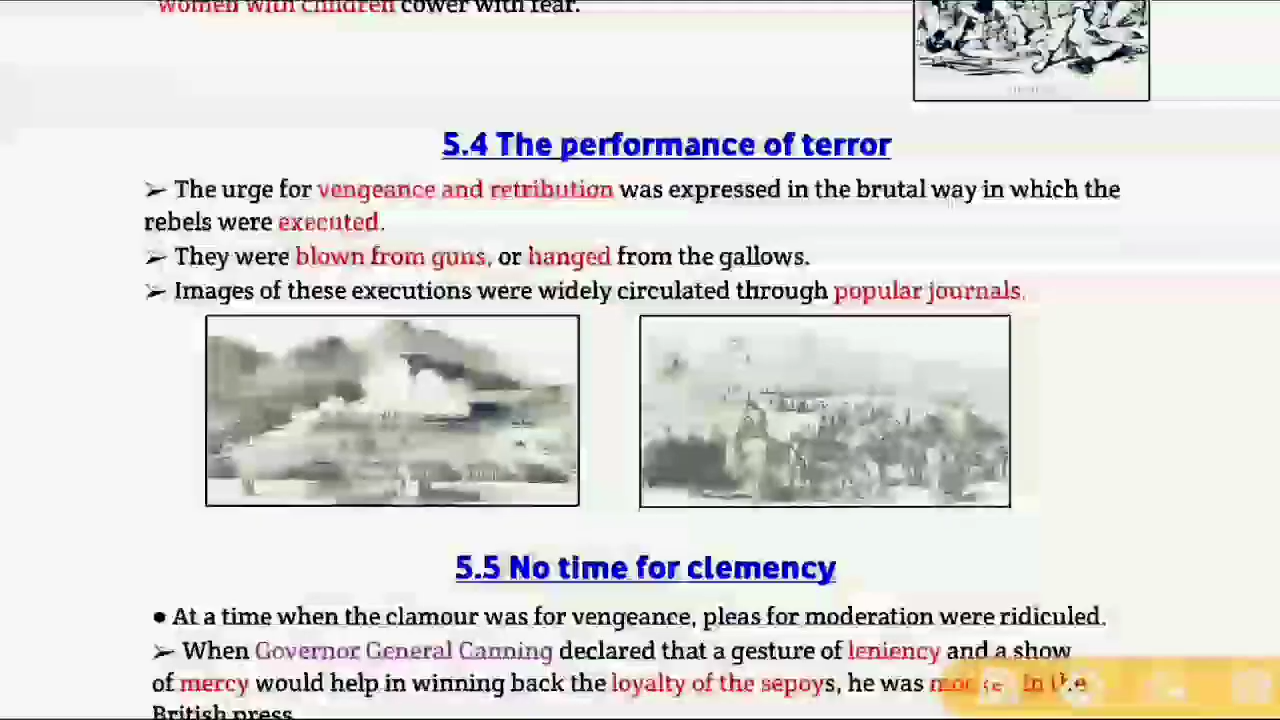 women with children cower with fear.
5.4 The performance of terror
➢ The urge for vengeance and retribution was expressed in the brutal way in which the
rebels were executed.
➢ They were blown from guns, or hanged from the gallows.
➢ Images of these executions were widely circulated through popular journals.
5.5 No time for clemency
● At a time when the clamour was for vengeance, pleas for moderation were ridiculed.
➢ When Governor General Canning declared that a gesture of leniency and a show
of mercy would help in winning back the loyalty of the sepoys, he was in the
British press